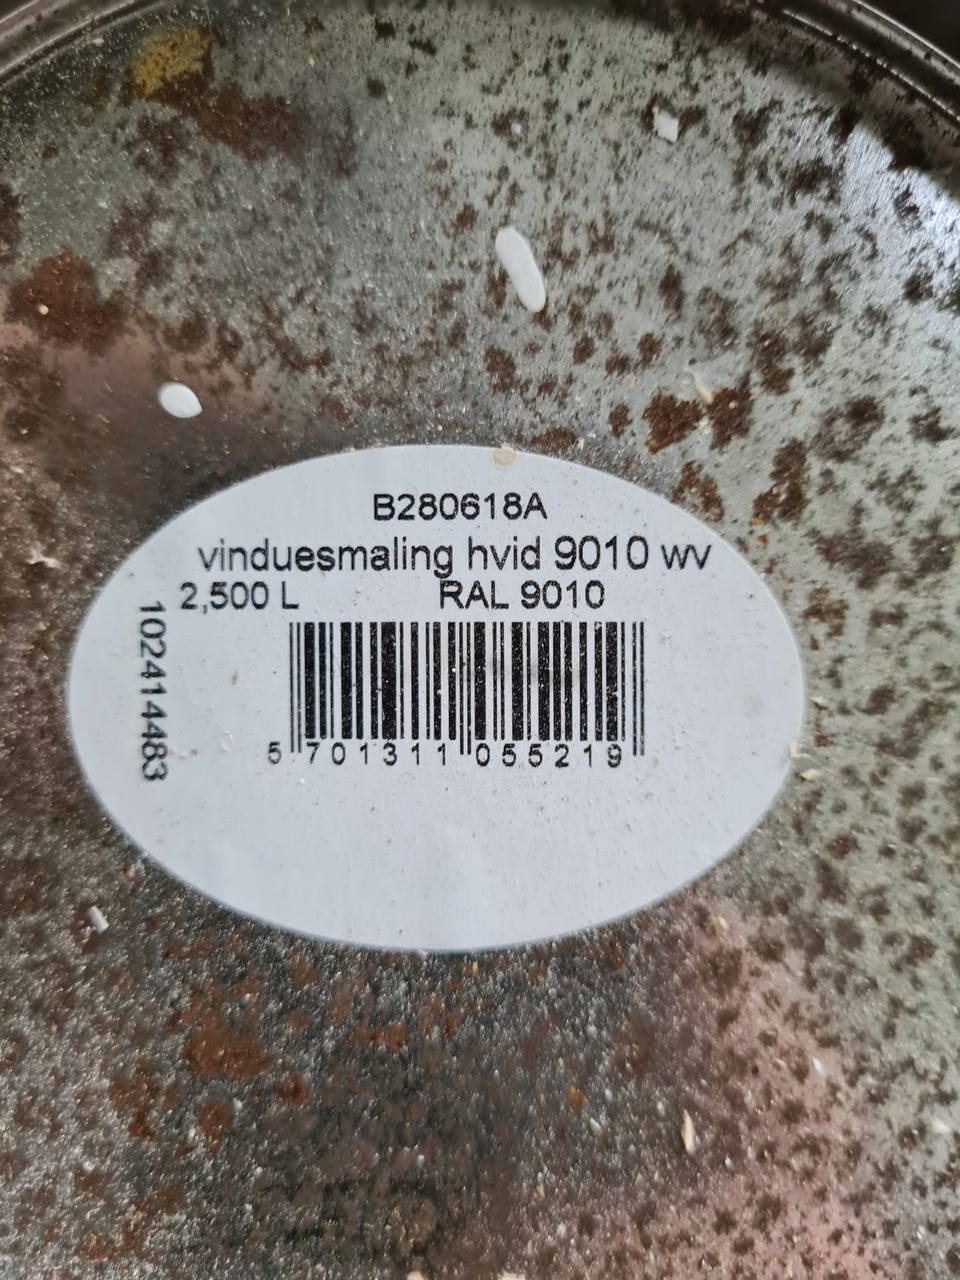 B280618A
vinduesmaling hvid 9010 wv
2,500 L RAL 9010
102414483
5 701311 055219